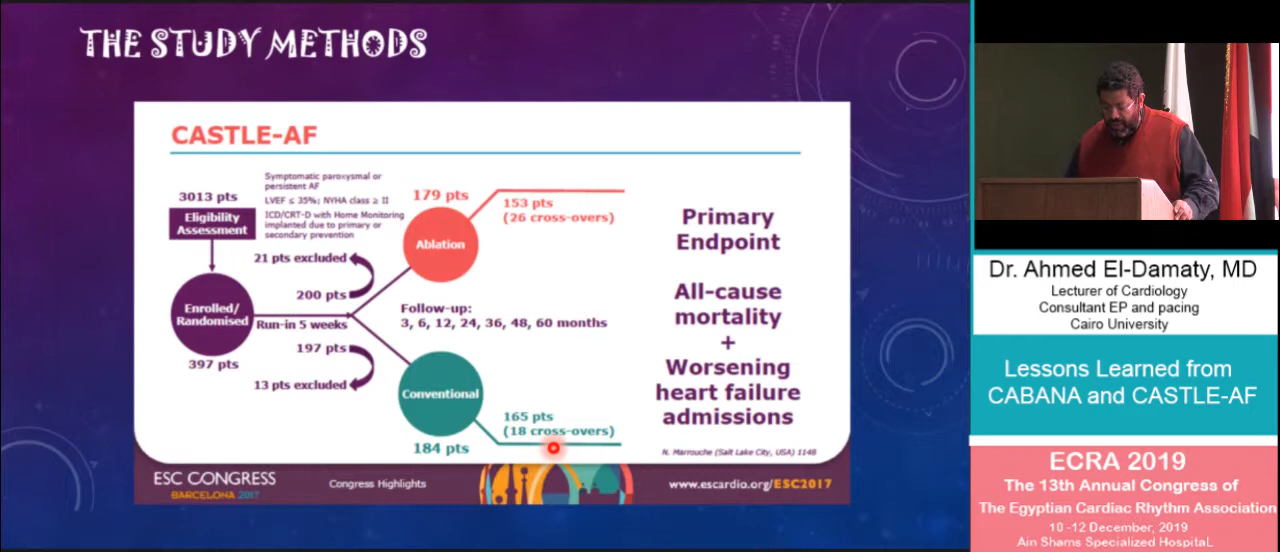 THE STUDY METHODS
CASTLE-AF
3013 pts
Eligibility
Assessment
Symptomatic paroxysmal or
persistent AF
LVEF ≤ 35%; NYHA class ≥ II
ICD/CRT-D with Home Monitoring
implanted due to primary or
secondary prevention
21 pts excluded
200 pts
Enrolled/
Randomised
Run-in 5 weeks
397 pts
197 pts
13 pts excluded
179 pts
Ablation
153 pts
(26 cross-overs)
Follow-up:
3, 6, 12, 24, 36, 48, 60 months
Conventional
184 pts
165 pts
(18 cross-overs)
Primary
Endpoint
All-cause
mortality
+
Worsening
heart failure
admissions
N. Marrouche (Salt Lake City, USA) 1148
ESC CONGRESS
BARCELONA 2017
Congress Highlights
www.escardio.org/ESC2017
Dr. Ahmed El-Damaty, MD
Lecturer of Cardiology
Consultant EP and pacing
Cairo University
Lessons Learned from
CABANA and CASTLE-AF
ECRA 2019
The 13th Annual Congress of
The Egyptian Cardiac Rhythm Association
10 -12 December, 2019
Ain Shams Specialized HospitaL